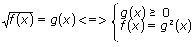 √f(x) = g(x) <=> { g(x) ≥ 0
f(x) = g²(x)